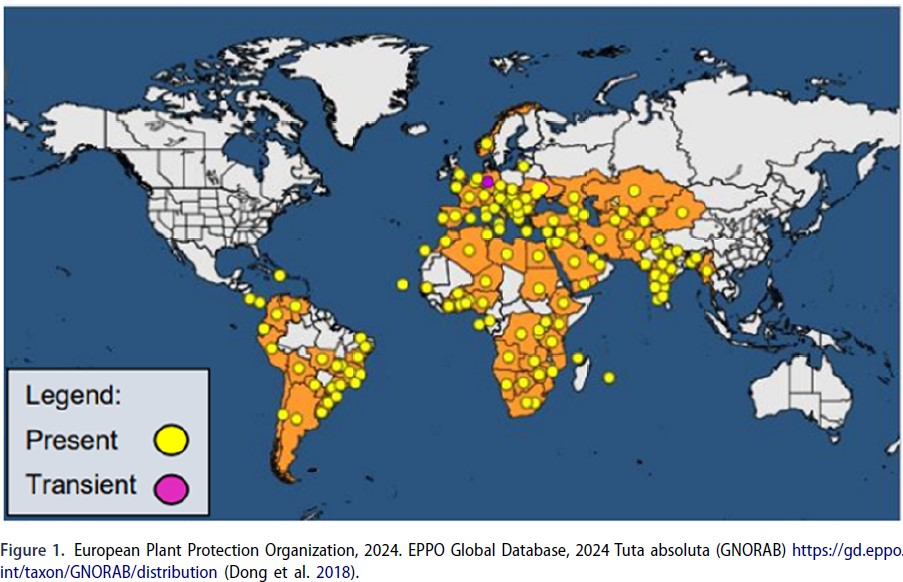 Legend:
Present
Transient
Figure 1. European Plant Protection Organization, 2024. EPPO Global Database, 2024 Tuta absoluta (GNORAB) https://gd.eppo.
int/taxon/GNORAB/distribution (Dong et al. 2018).